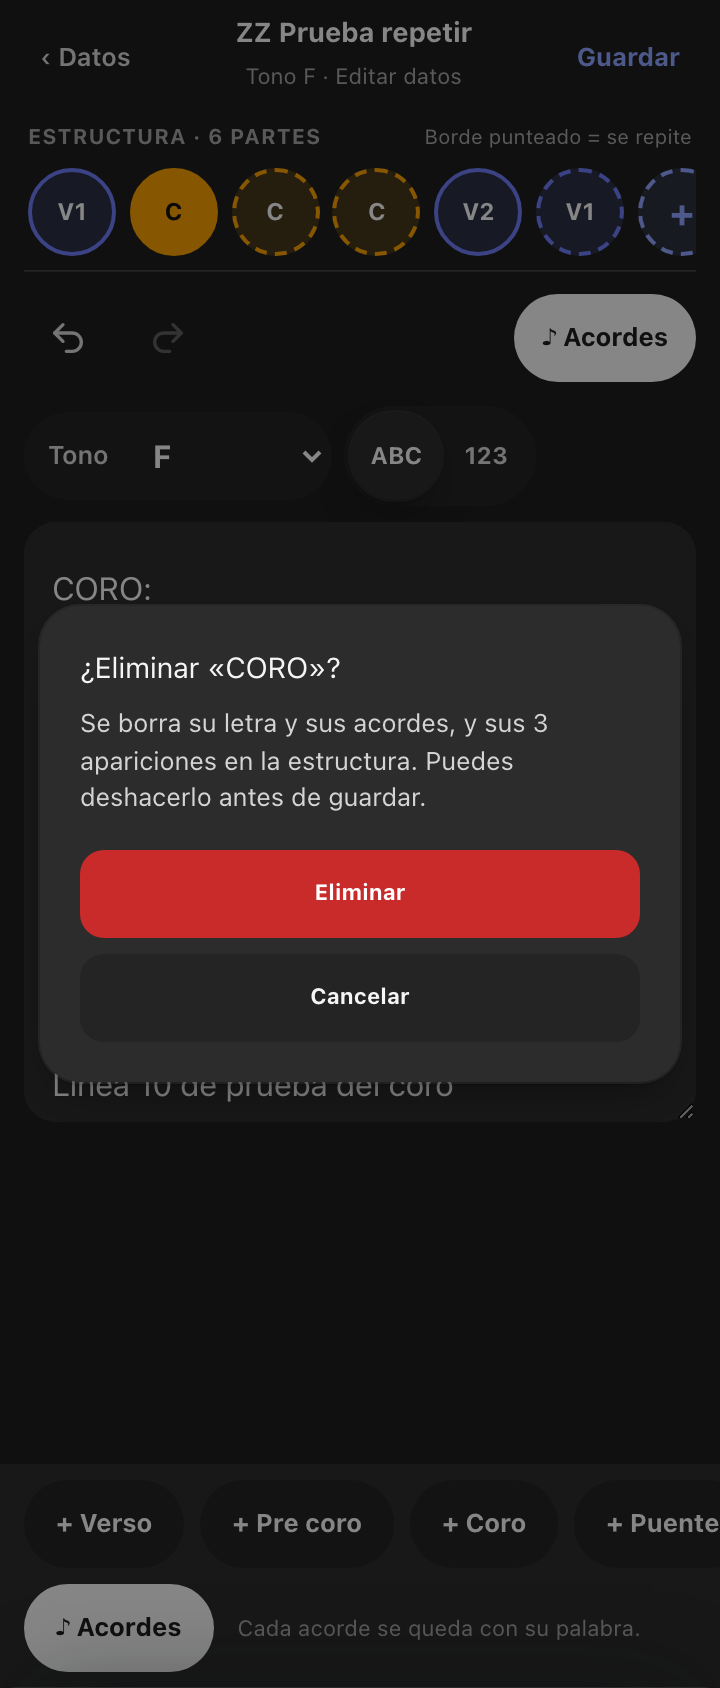 ZZ Prueba repetir
‹ Datos
Guardar
Tono F · Editar datos
ESTRUCTURA · 6 PARTES
Borde punteado = se repite
V1 C C C V2 V1 +
♪ Acordes
Tono F ABC 123
CORO:
¿Eliminar «CORO»?
Se borra su letra y sus acordes, y sus 3
apariciones en la estructura. Puedes
deshacerlo antes de guardar.
Eliminar
Cancelar
Línea 10 de prueba del coro
+ Verso + Pre coro + Coro + Puente
♪ Acordes Cada acorde se queda con su palabra.